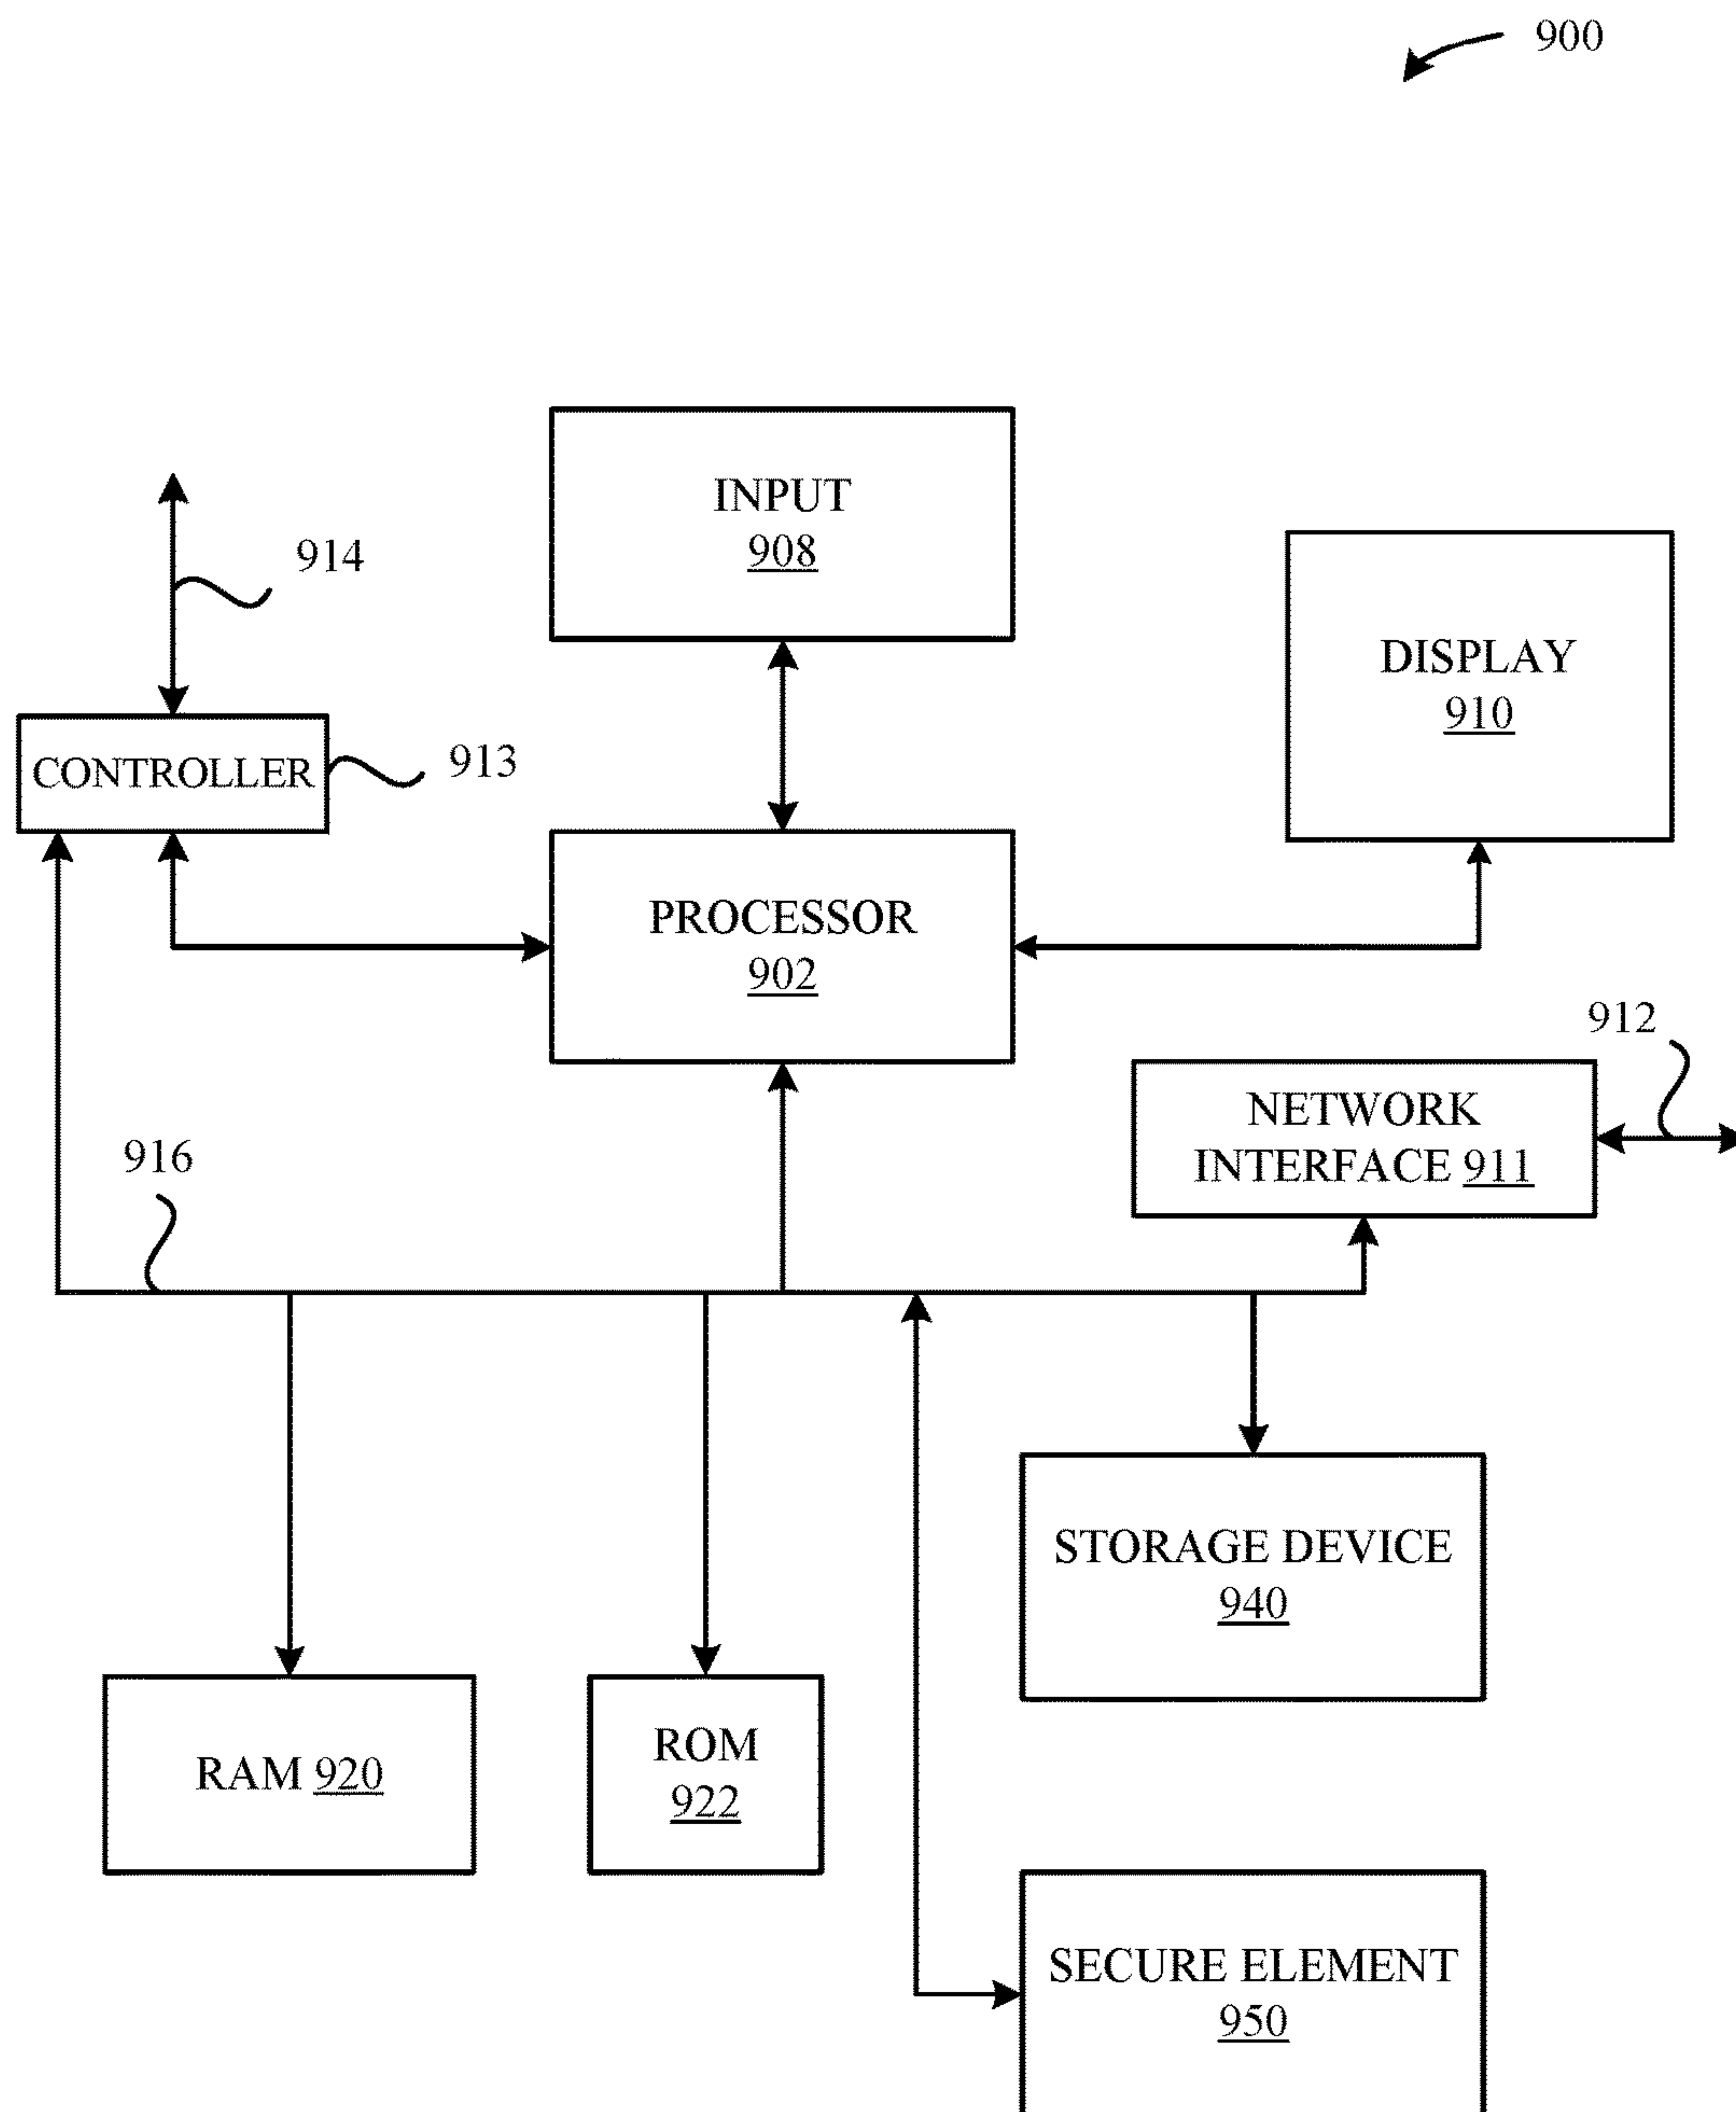 900
INPUT
908
914
DISPLAY
910
CONTROLLER
913
PROCESSOR
902
912
NETWORK
INTERFACE 911
916
STORAGE DEVICE
940
RAM 920
ROM
922
SECURE ELEMENT
950